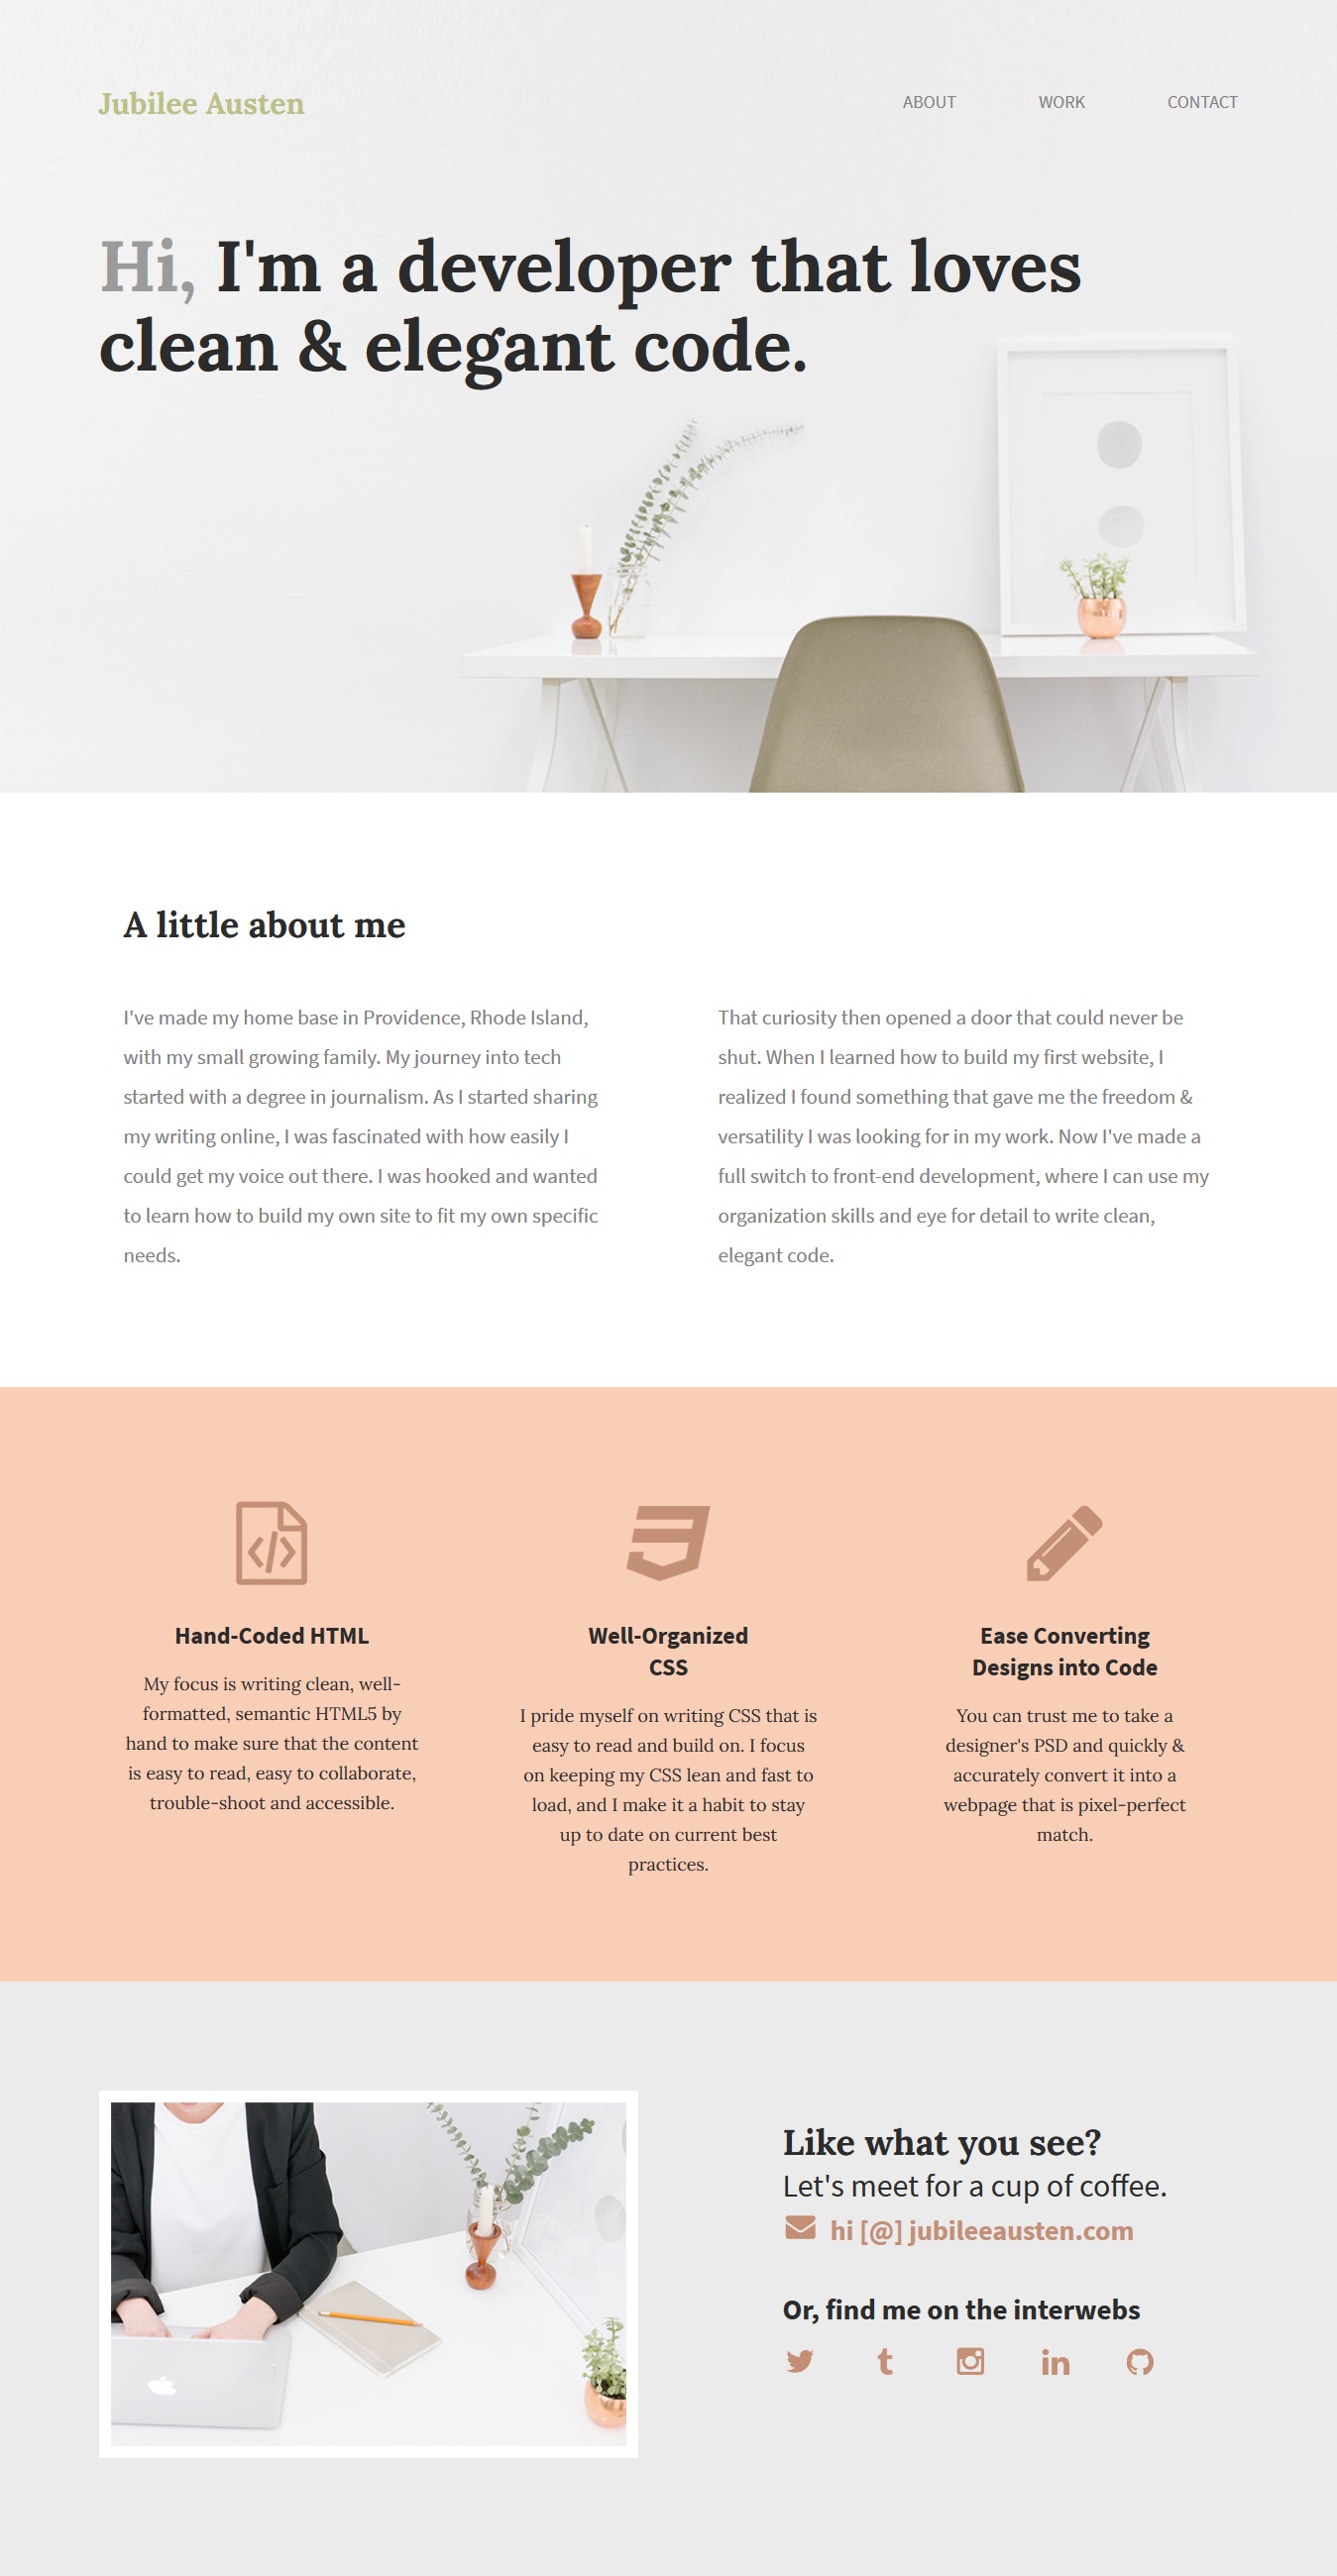 Jubilee Austen
ABOUT
WORK
CONTACT
Hi, I'm a developer that loves
clean & elegant code.
A little about me
I've made my home base in Providence, Rhode Island,
with my small growing family. My journey into tech
started with a degree in journalism. As I started sharing
my writing online, I was fascinated with how easily I
could get my voice out there. I was hooked and wanted
to learn how to build my own site to fit my own specific
needs.
That curiosity then opened a door that could never be
shut. When I learned how to build my first website, I
realized I found something that gave me the freedom &
versatility I was looking for in my work. Now I've made a
full switch to front-end development, where I can use my
organization skills and eye for detail to write clean,
elegant code.
Hand-Coded HTML
My focus is writing clean, well-
formatted, semantic HTML5 by
hand to make sure that the content
is easy to read, easy to collaborate,
trouble-shoot and accessible.
Well-Organized
CSS
I pride myself on writing CSS that is
easy to read and build on. I focus
on keeping my CSS lean and fast to
load, and I make it a habit to stay
up to date on current best
practices.
Ease Converting
Designs into Code
You can trust me to take a
designer's PSD and quickly &
accurately convert it into a
webpage that is pixel-perfect
match.
Like what you see?
Let's meet for a cup of coffee.
hi [@] jubileeausten.com
Or, find me on the interwebs